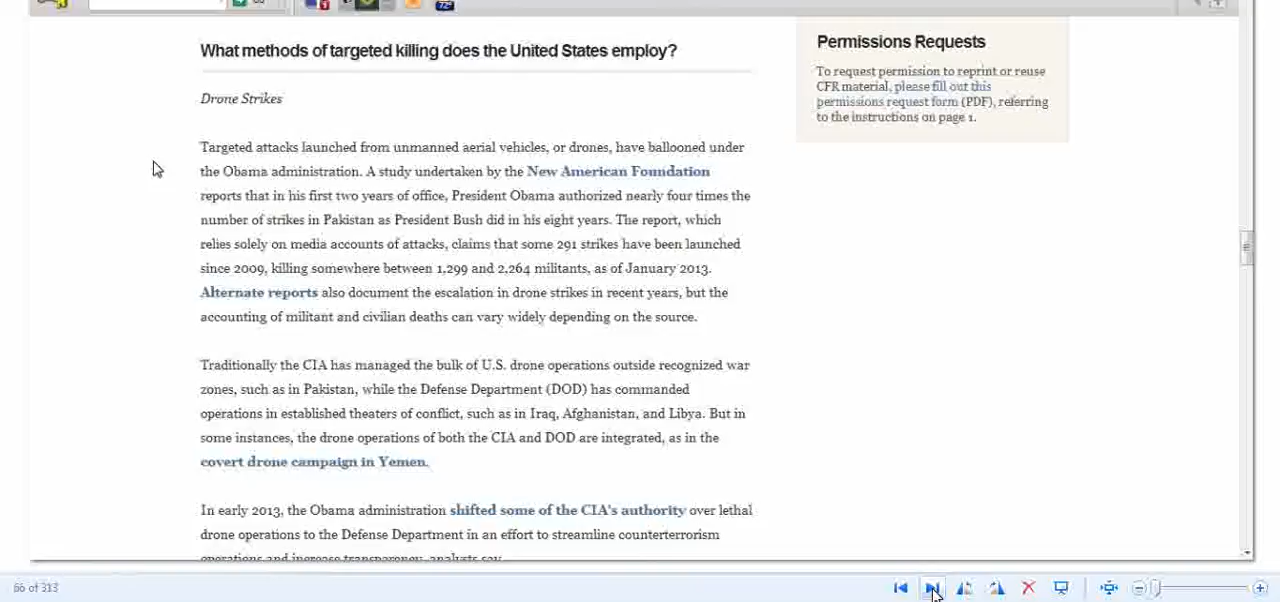 72°
What methods of targeted killing does the United States employ?
Permissions Requests
To request permission to reprint or reuse
CFR material, please fill out this
permissions request form (PDF), referring
to the instructions on page 1.
Drone Strikes
Targeted attacks launched from unmanned aerial vehicles, or drones, have ballooned under
the Obama administration. A study undertaken by the New American Foundation
reports that in his first two years of office, President Obama authorized nearly four times the
number of strikes in Pakistan as President Bush did in his eight years. The report, which
relies solely on media accounts of attacks, claims that some 291 strikes have been launched
since 2009, killing somewhere between 1,299 and 2,264 militants, as of January 2013.
Alternate reports also document the escalation in drone strikes in recent years, but the
accounting of militant and civilian deaths can vary widely depending on the source.
Traditionally the CIA has managed the bulk of U.S. drone operations outside recognized war
zones, such as in Pakistan, while the Defense Department (DOD) has commanded
operations in established theaters of conflict, such as in Iraq, Afghanistan, and Libya. But in
some instances, the drone operations of both the CIA and DOD are integrated, as in the
covert drone campaign in Yemen.
In early 2013, the Obama administration shifted some of the CIA's authority over lethal
drone operations to the Defense Department in an effort to streamline counterterrorism
operations and increase transparency, analysts say.
66 of 313